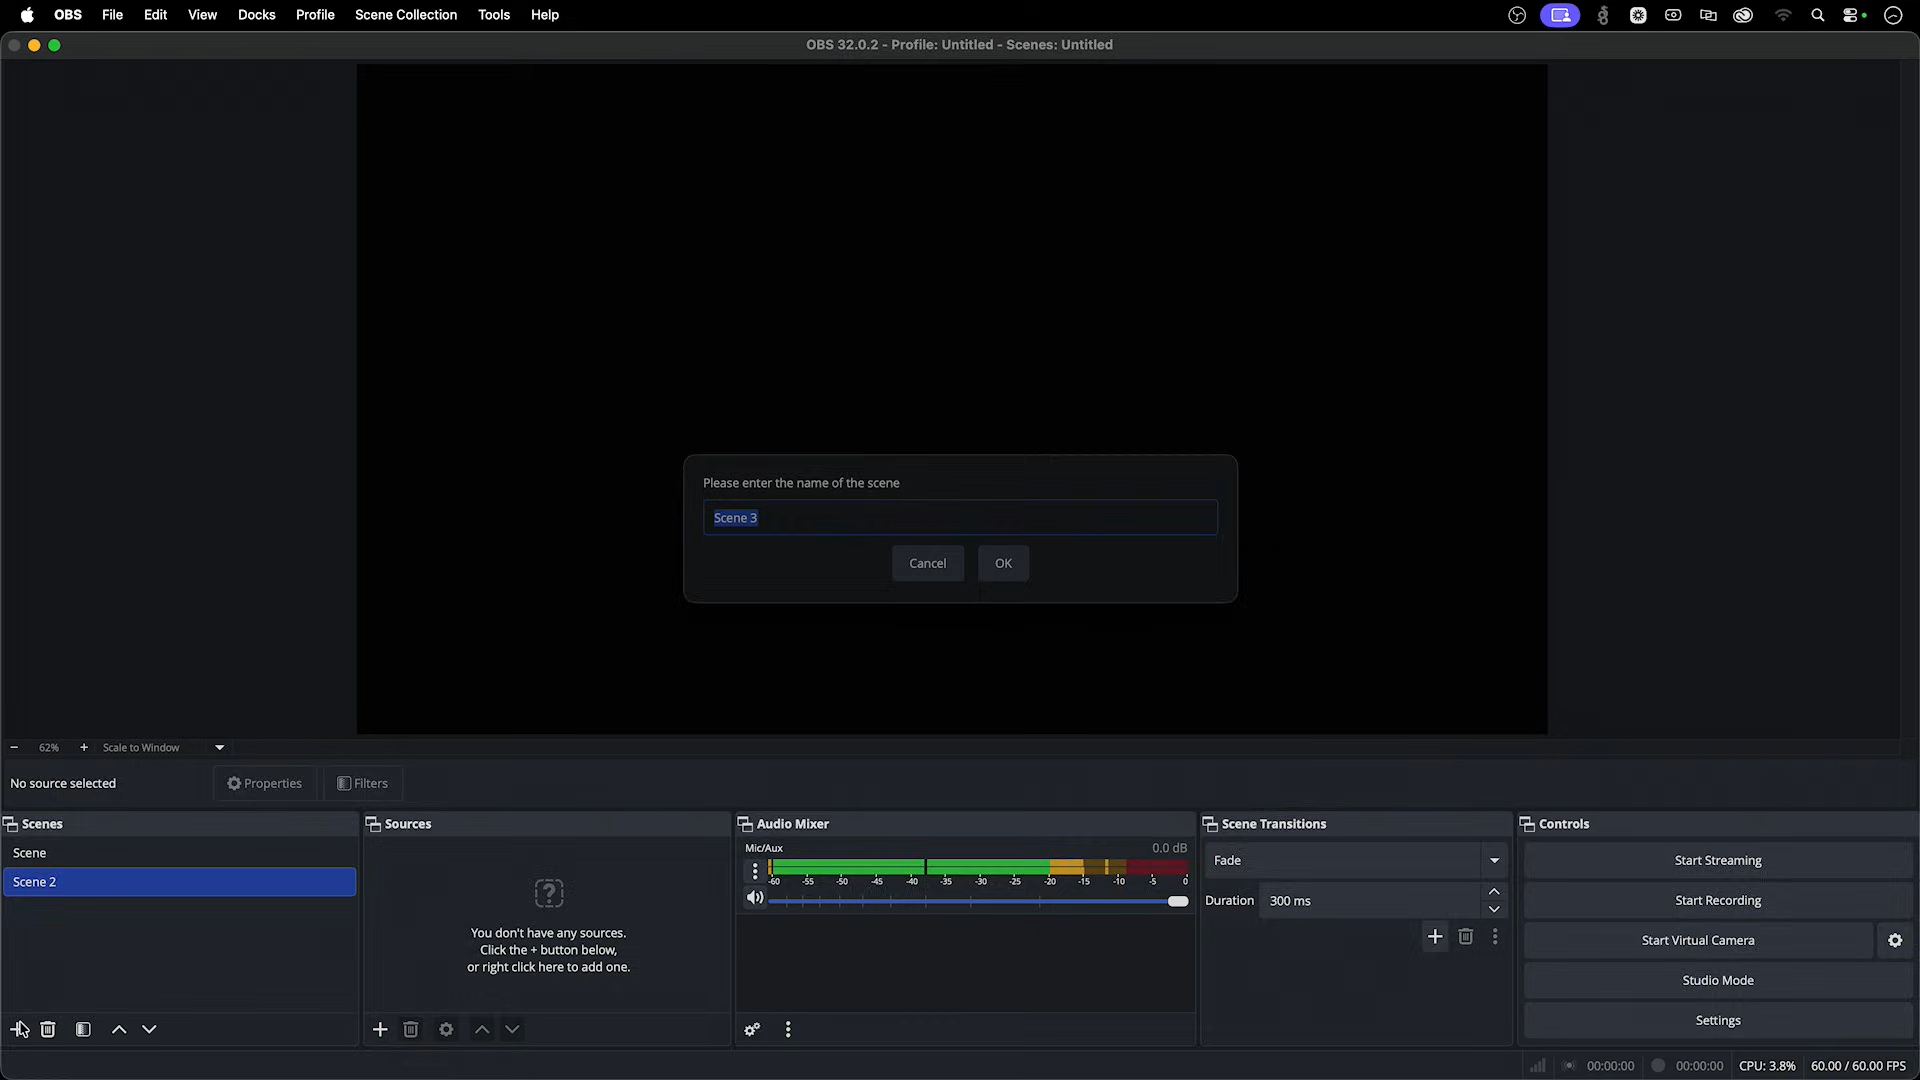 OBS File Edit View Docks Profile Scene Collection Tools Help
OBS 32.0.2 - Profile: Untitled - Scenes: Untitled
Please enter the name of the scene
Scene 3
Cancel OK
62% Scale to Window
No source selected Properties Filters
Scenes
Scene
Scene 2
Sources
You don't have any sources.
Click the + button below,
or right click here to add one.
Audio Mixer
Mic/Aux 0.0 dB
-60 -55 -50 -45 -40 -35 -30 -25 -20 -15 -10 -5 0
Scene Transitions
Fade
Duration 300 ms
Controls
Start Streaming
Start Recording
Start Virtual Camera
Studio Mode
Settings
00:00:00 00:00:00 CPU: 3.8% 60.00 / 60.00 FPS